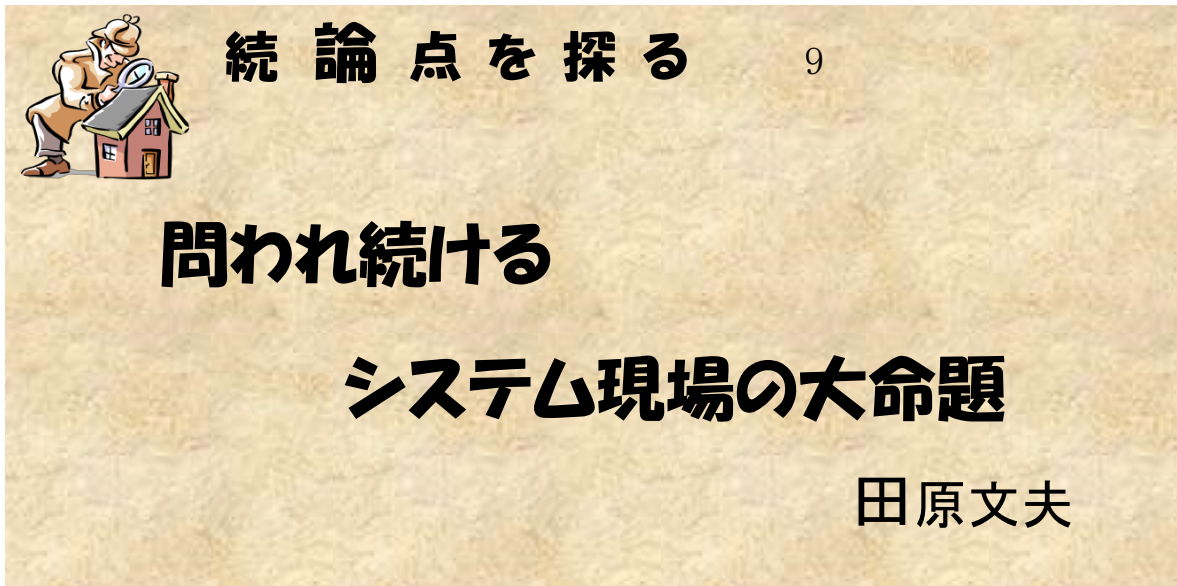 続 論 点 を 探 る 9
問われ続ける
システム現場の大命題
田原文夫